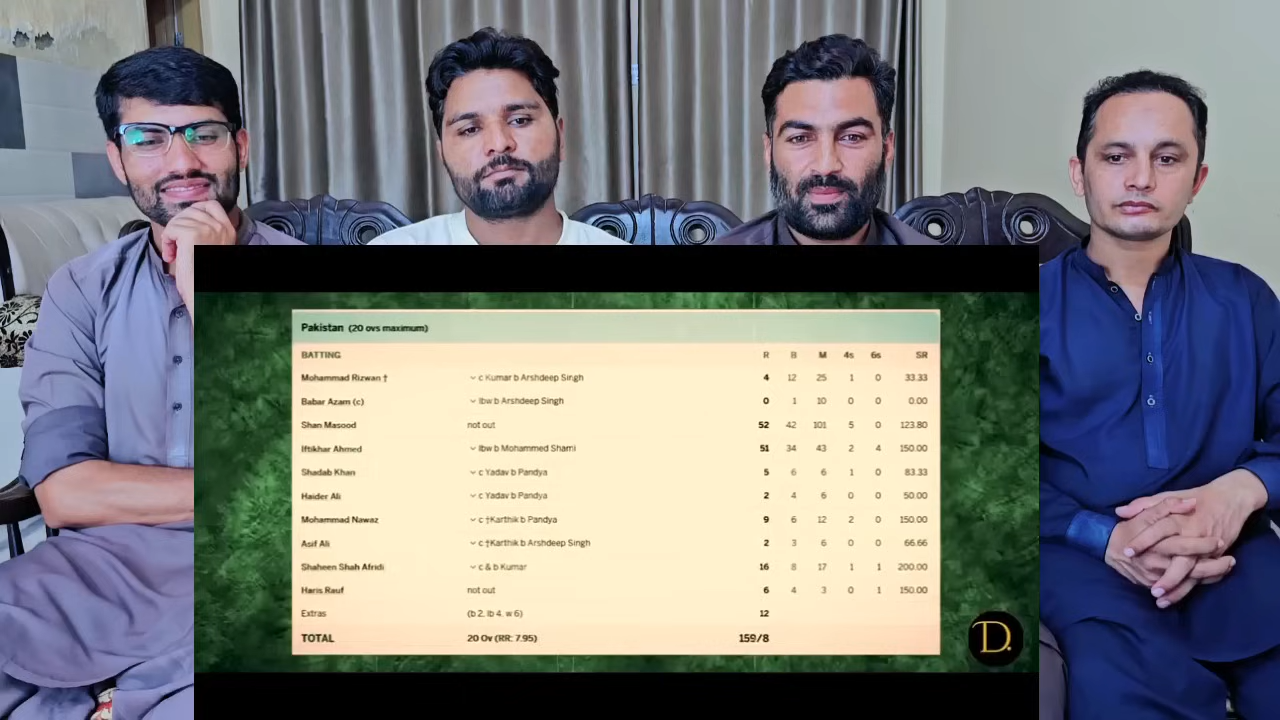 Pakistan (20 ovs maximum)
BATTING R B M 4s 6s SR
Mohammad Rizwan † c Kumar b Arshdeep Singh 4 12 25 1 0 33.33
Babar Azam (c) lbw b Arshdeep Singh 0 1 10 0 0 0.00
Shan Masood not out 52 42 101 5 0 123.80
Iftikhar Ahmed lbw b Mohammed Shami 51 34 43 2 4 150.00
Shadab Khan c Yadav b Pandya 5 6 6 1 0 83.33
Haider Ali c Yadav b Pandya 2 4 6 0 0 50.00
Mohammad Nawaz c †Karthik b Pandya 9 6 12 2 0 150.00
Asif Ali c †Karthik b Arshdeep Singh 2 3 6 0 0 66.66
Shaheen Shah Afridi c & b Kumar 16 8 17 1 1 200.00
Haris Rauf not out 6 4 3 0 1 150.00
Extras (b 2, lb 4, w 6) 12
TOTAL 20 Ov (RR: 7.95) 159/8
D.